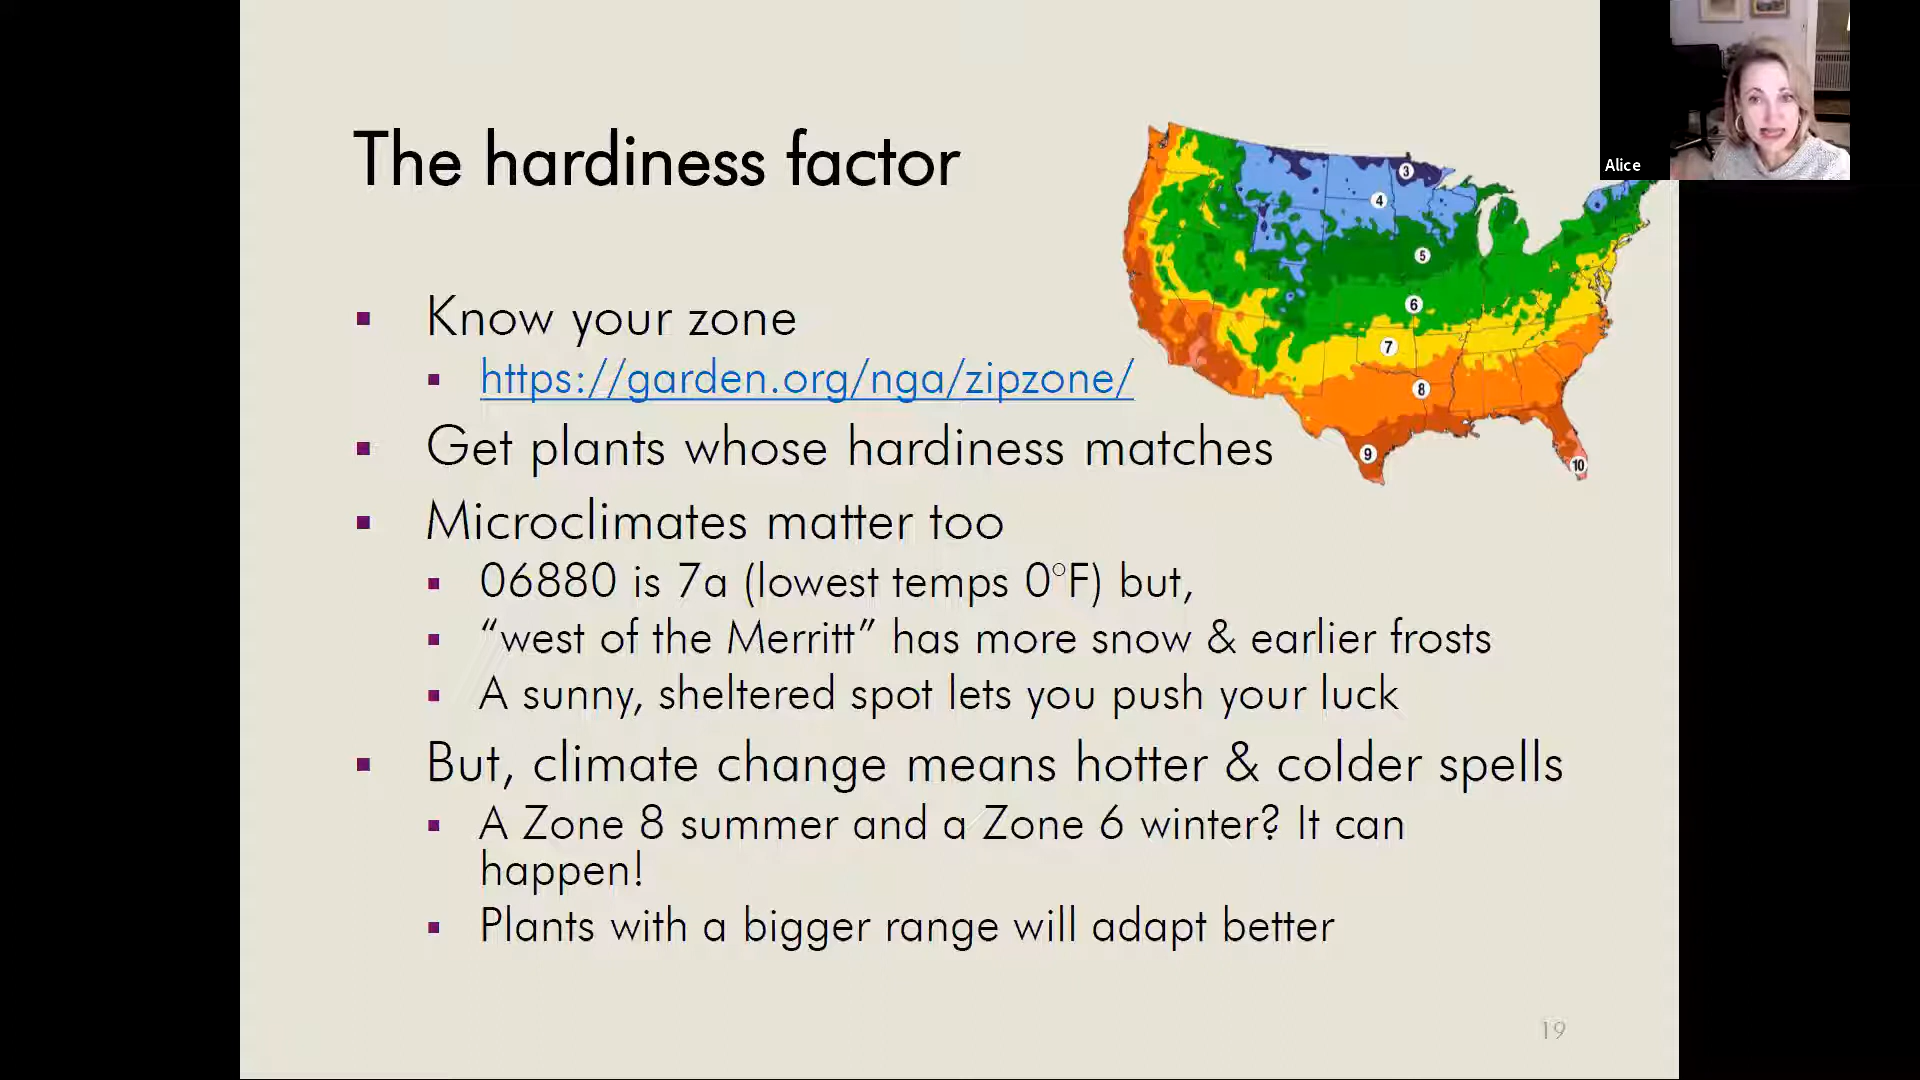 Alice
The hardiness factor
3
4
5
6
7
8
9
10
Know your zone
https://garden.org/nga/zipzone/
Get plants whose hardiness matches
Microclimates matter too
06880 is 7a (lowest temps 0°F) but,
“west of the Merritt” has more snow & earlier frosts
A sunny, sheltered spot lets you push your luck
But, climate change means hotter & colder spells
A Zone 8 summer and a Zone 6 winter? It can
happen!
Plants with a bigger range will adapt better
19